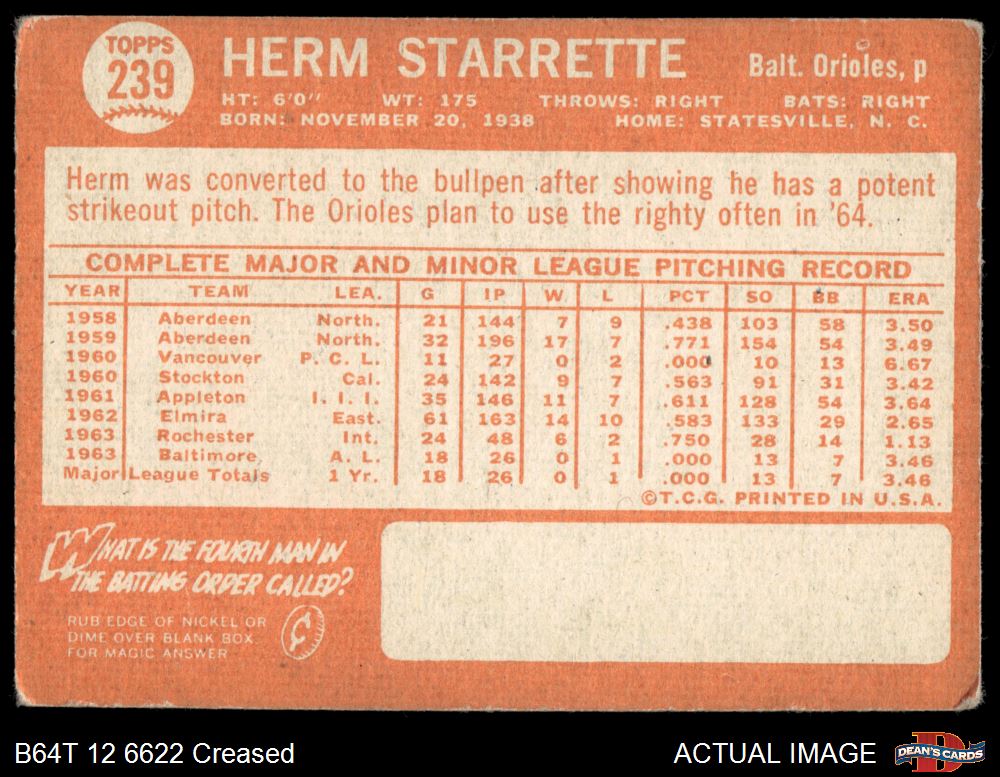 TOPPS
239
HERM STARRETTE
Balt. Orioles, p
HT: 6'0" WT: 175 THROWS: RIGHT BATS: RIGHT
BORN: NOVEMBER 20, 1938 HOME: STATESVILLE, N. C.
Herm was converted to the bullpen after showing he has a potent
strikeout pitch. The Orioles plan to use the righty often in '64.
COMPLETE MAJOR AND MINOR LEAGUE PITCHING RECORD
YEAR TEAM LEA. G IP W L PCT SO BB ERA
1958 Aberdeen North. 21 144 7 9 .438 103 58 3.50
1959 Aberdeen North. 32 196 17 7 .771 154 54 3.49
1960 Vancouver P. C. L. 11 27 0 2 .000 10 13 6.67
1960 Stockton Cal. 24 142 9 7 .563 91 31 3.42
1961 Appleton I. I. I. 35 146 11 7 .611 128 54 3.64
1962 Elmira East. 61 163 14 10 .583 133 29 2.65
1963 Rochester Int. 24 48 6 2 .750 28 14 1.13
1963 Baltimore A. L. 18 26 0 1 .000 13 7 3.46
Major League Totals 1 Yr. 18 26 0 1 .000 13 7 3.46
©T.C.G. PRINTED IN U.S.A.
WHAT IS THE FOURTH MAN IN
THE BATTING ORDER CALLED?
RUB EDGE OF NICKEL OR
DIME OVER BLANK BOX
FOR MAGIC ANSWER
¢
B64T 12 6622 Creased
ACTUAL IMAGE
DEAN'S CARDS